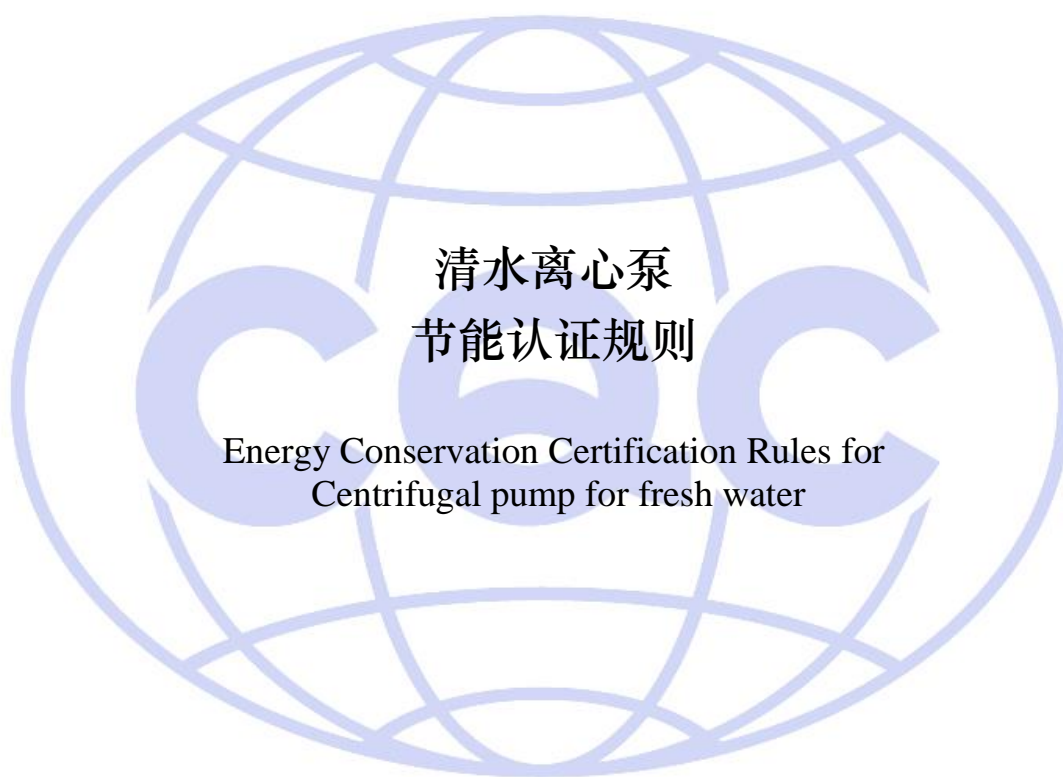 清水离心泵
节能认证规则
Energy Conservation Certification Rules for
Centrifugal pump for fresh water
cec